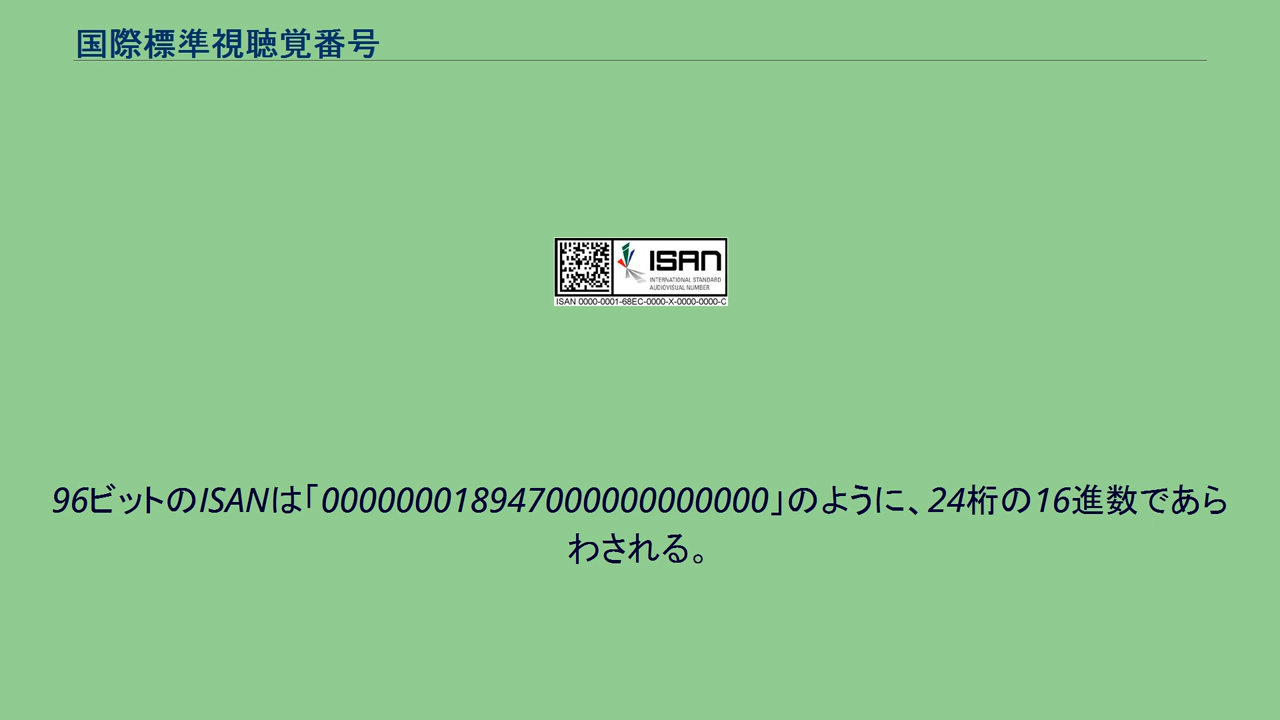 国際標準視聴覚番号
ISAN
INTERNATIONAL STANDARD
AUDIOVISUAL NUMBER
ISAN 0000-0001-68EC-0000-X-0000-0000-C
96ビットのISANは「000000018947000000000000」のように、24桁の16進数であら
わされる。